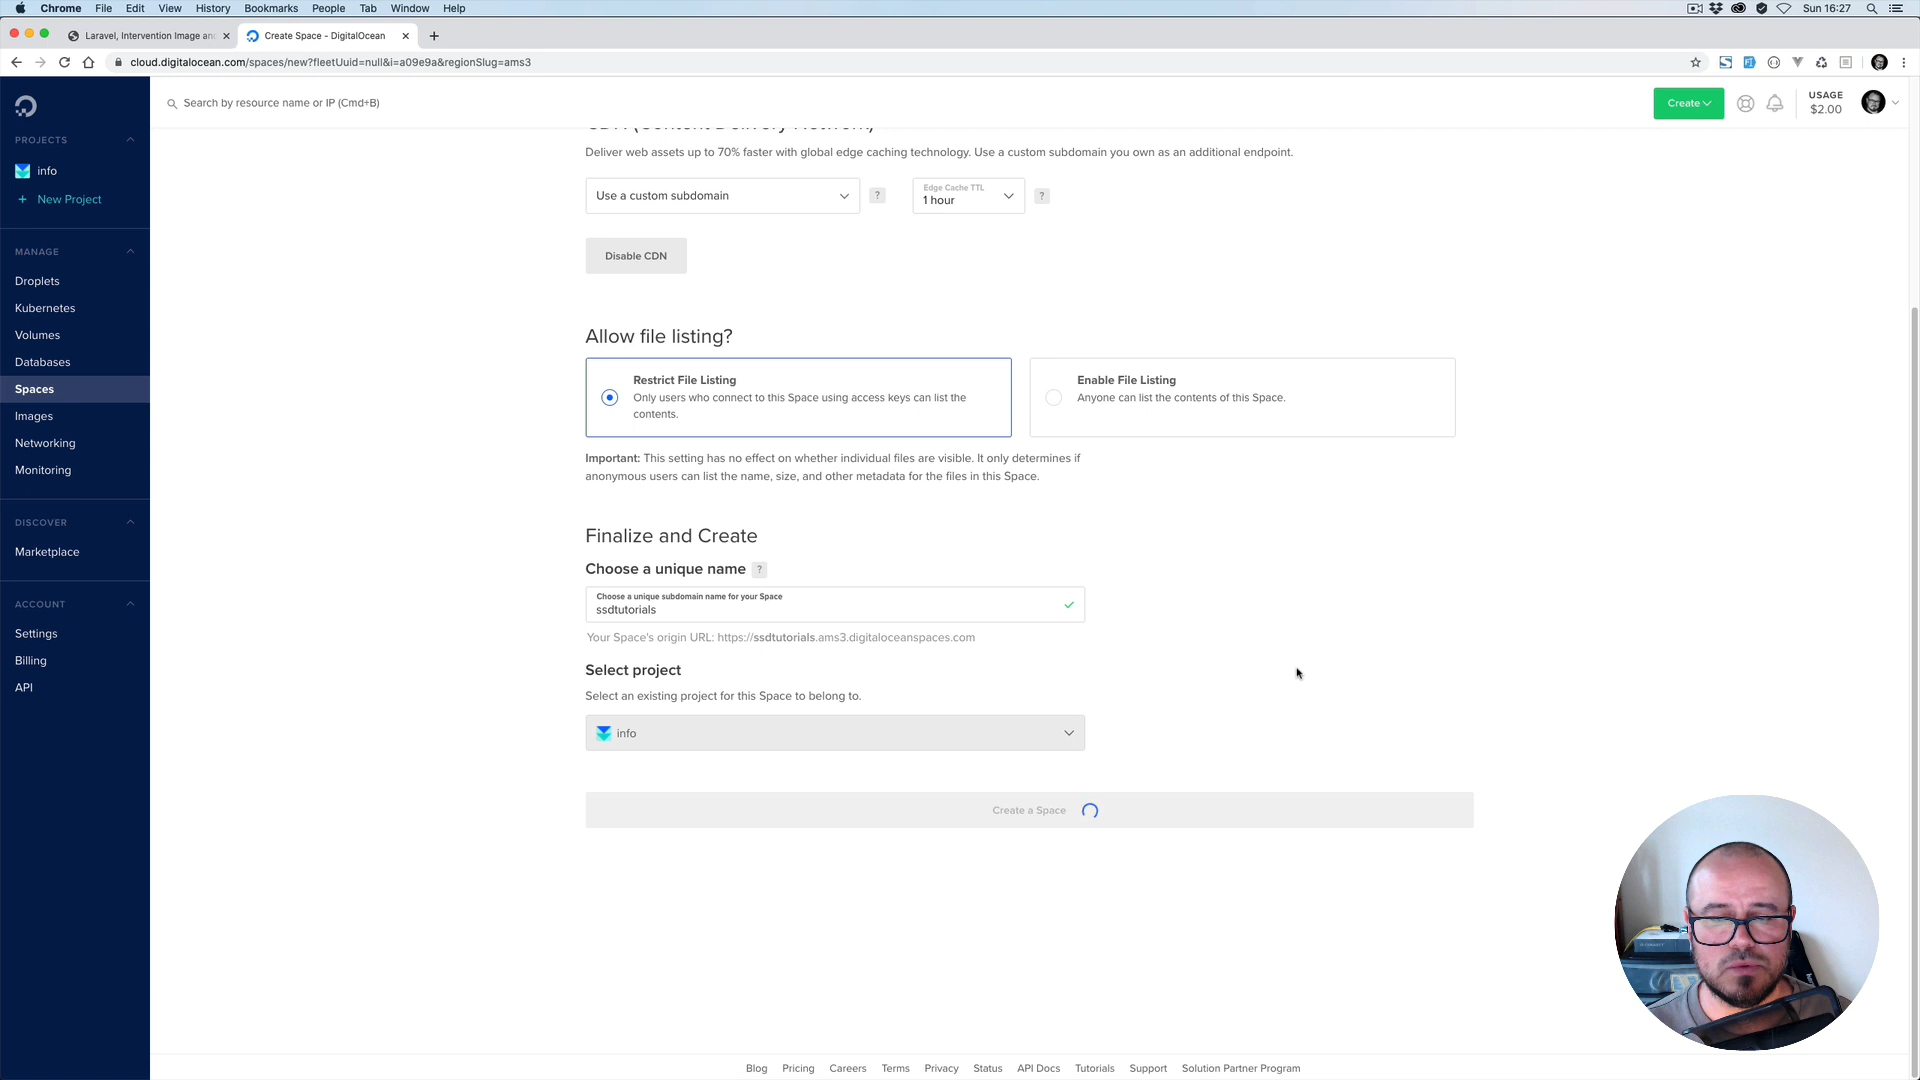 Chrome File Edit View History Bookmarks People Tab Window Help
Sun 16:27
Laravel, Intervention Image an
Create Space - DigitalOcean
cloud.digitalocean.com/spaces/new?fleetUuid=null&i=a09e9a&regionSlug=ams3
Search by resource name or IP (Cmd+B)
Create
USAGE
$2.00
PROJECTS
info
+ New Project
MANAGE
Droplets
Kubernetes
Volumes
Databases
Spaces
Images
Networking
Monitoring
DISCOVER
Marketplace
ACCOUNT
Settings
Billing
API
CDN (Content Delivery Network)
Deliver web assets up to 70% faster with global edge caching technology. Use a custom subdomain you own as an additional endpoint.
Use a custom subdomain
?
Edge Cache TTL
1 hour
?
Disable CDN
Allow file listing?
Restrict File Listing
Only users who connect to this Space using access keys can list the
contents.
Enable File Listing
Anyone can list the contents of this Space.
Important: This setting has no effect on whether individual files are visible. It only determines if
anonymous users can list the name, size, and other metadata for the files in this Space.
Finalize and Create
Choose a unique name ?
Choose a unique subdomain name for your Space
ssdtutorials
Your Space's origin URL: https://ssdtutorials.ams3.digitaloceanspaces.com
Select project
Select an existing project for this Space to belong to.
info
Create a Space
Blog Pricing Careers Terms Privacy Status API Docs Tutorials Support Solution Partner Program